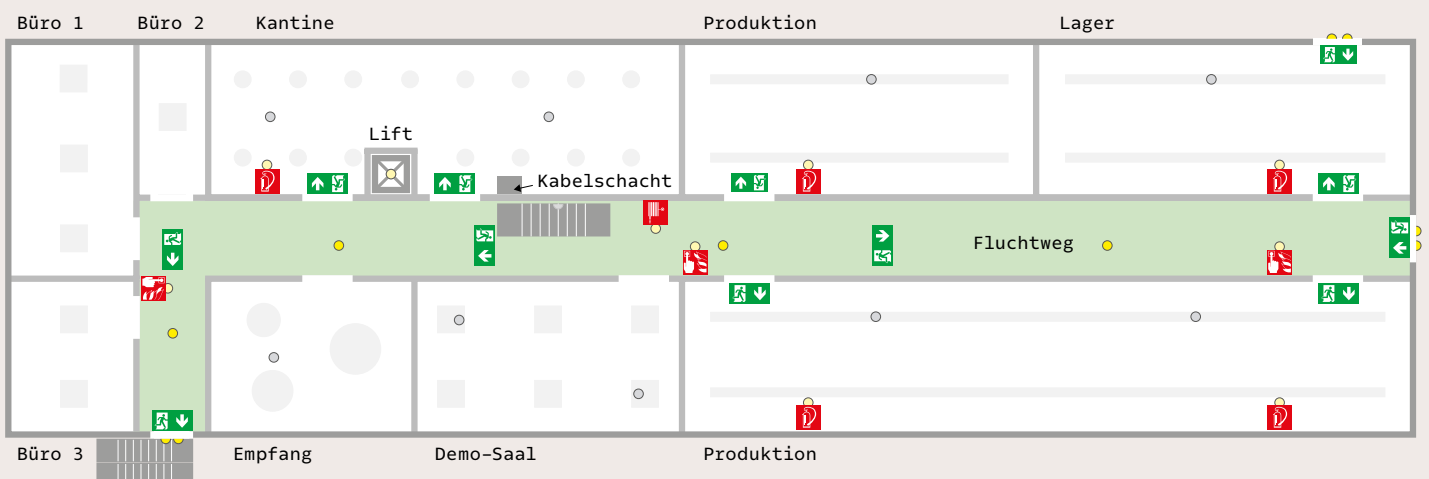 Büro 1
Büro 2
Kantine
Produktion
Lager
Lift
Kabelschacht
Fluchtweg
Büro 3
Empfang
Demo-Saal
Produktion